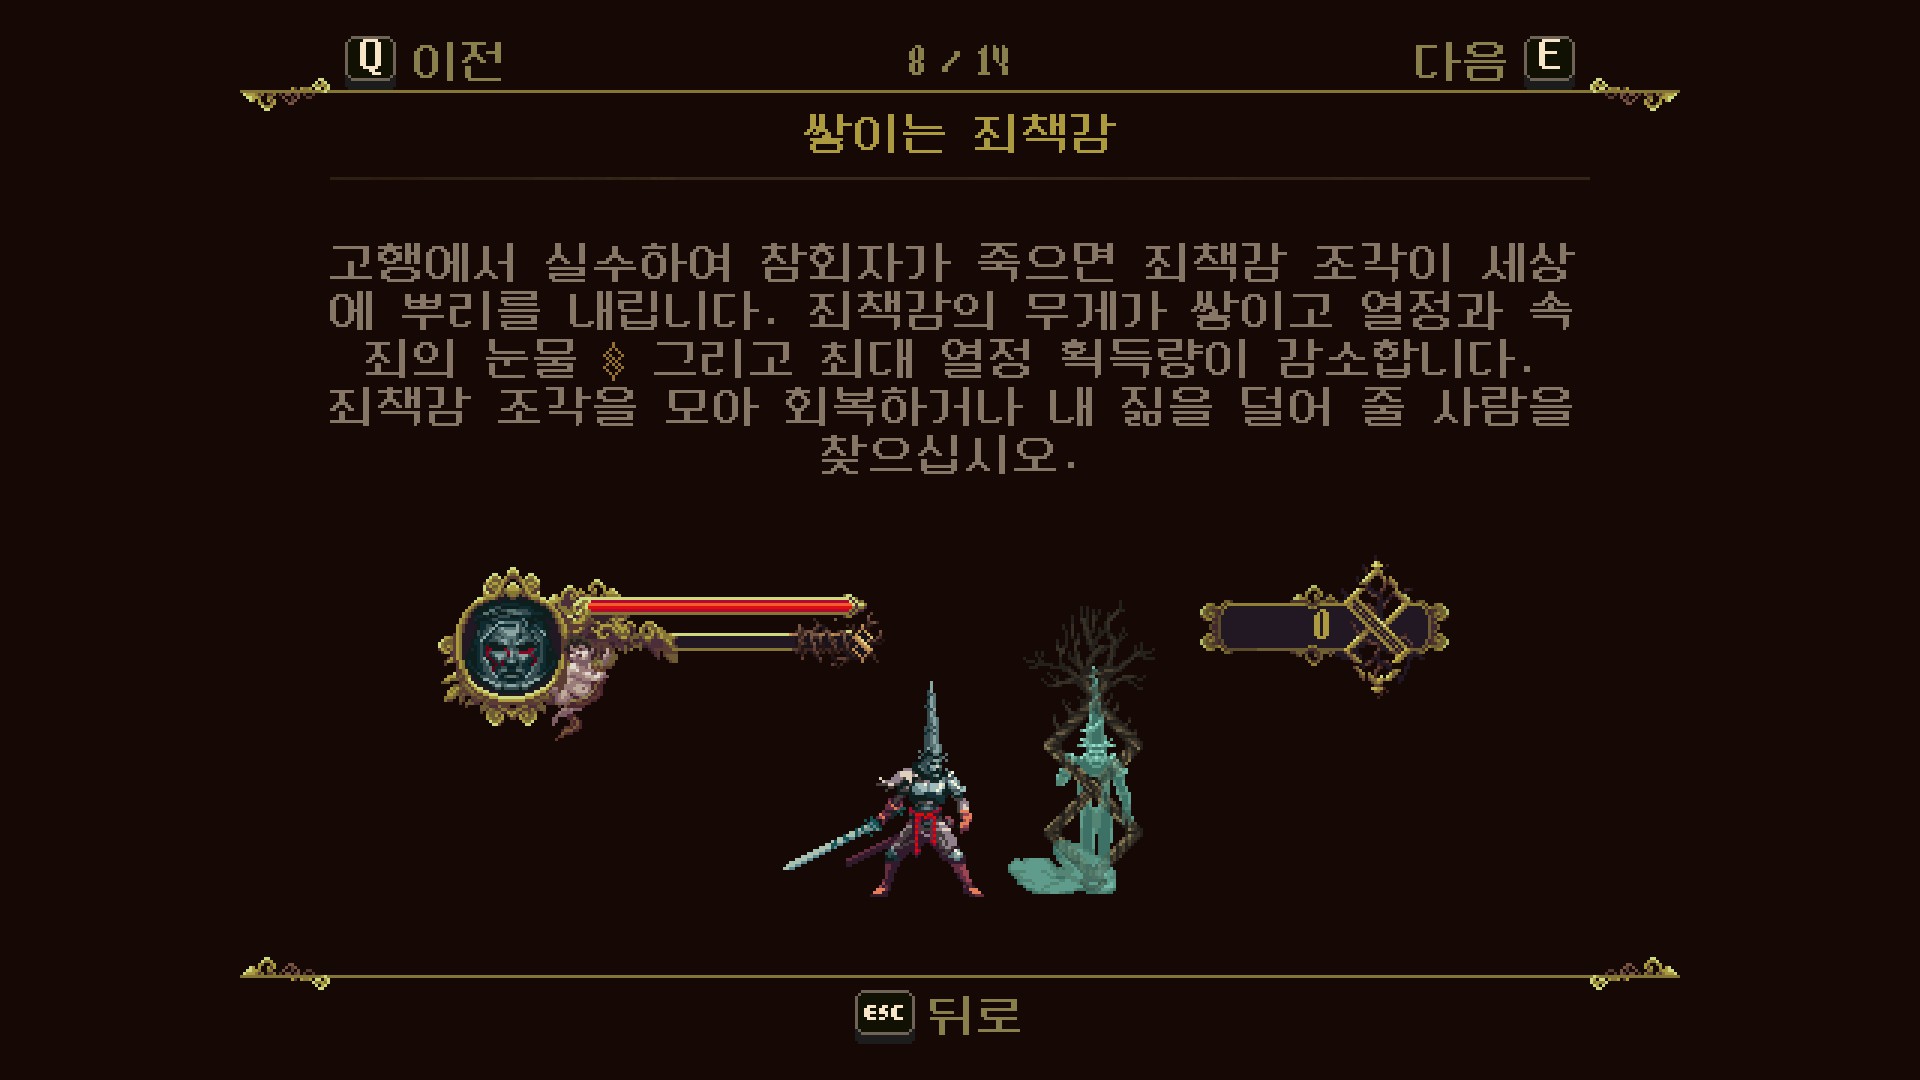 Q 이전
8 / 14
다음 E
쌓이는 죄책감
고행에서 실수하여 참회자가 죽으면 죄책감 조각이 세상
에 뿌리를 내립니다. 죄책감의 무게가 쌓이고 열정과 속
죄의 눈물 그리고 최대 열정 획득량이 감소합니다.
죄책감 조각을 모아 회복하거나 내 짊을 덜어 줄 사람을
찾으십시오.
0
ESC 뒤로